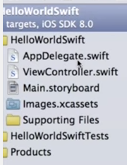 targets, iOS SDK 8.0
HelloWorldSwift
AppDelegate.swift
ViewController.swift
Main.storyboard
Images.xcassets
Supporting Files
HelloWorldSwiftTests
Products